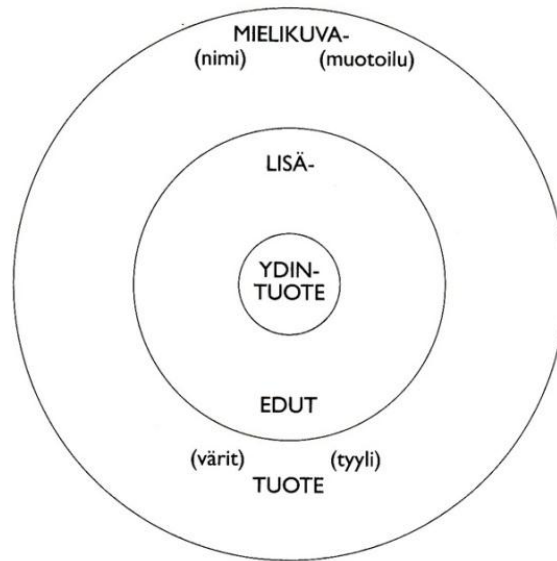 MIELIKUVA-
(nimi) (muotoilu)
LISÄ-
YDIN-
TUOTE
EDUT
(värit) (tyyli)
TUOTE